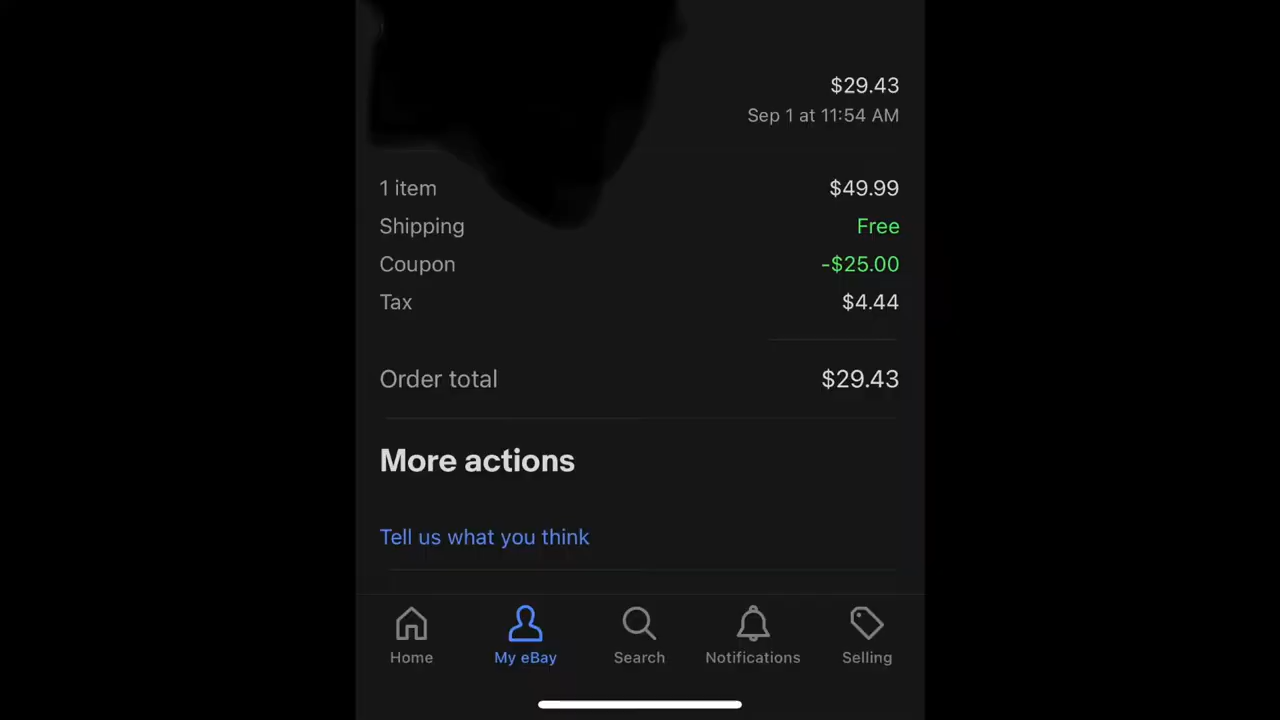 $29.43
Sep 1 at 11:54 AM
1 item $49.99
Shipping Free
Coupon -$25.00
Tax $4.44
Order total $29.43
More actions
Tell us what you think
Home My eBay Search Notifications Selling